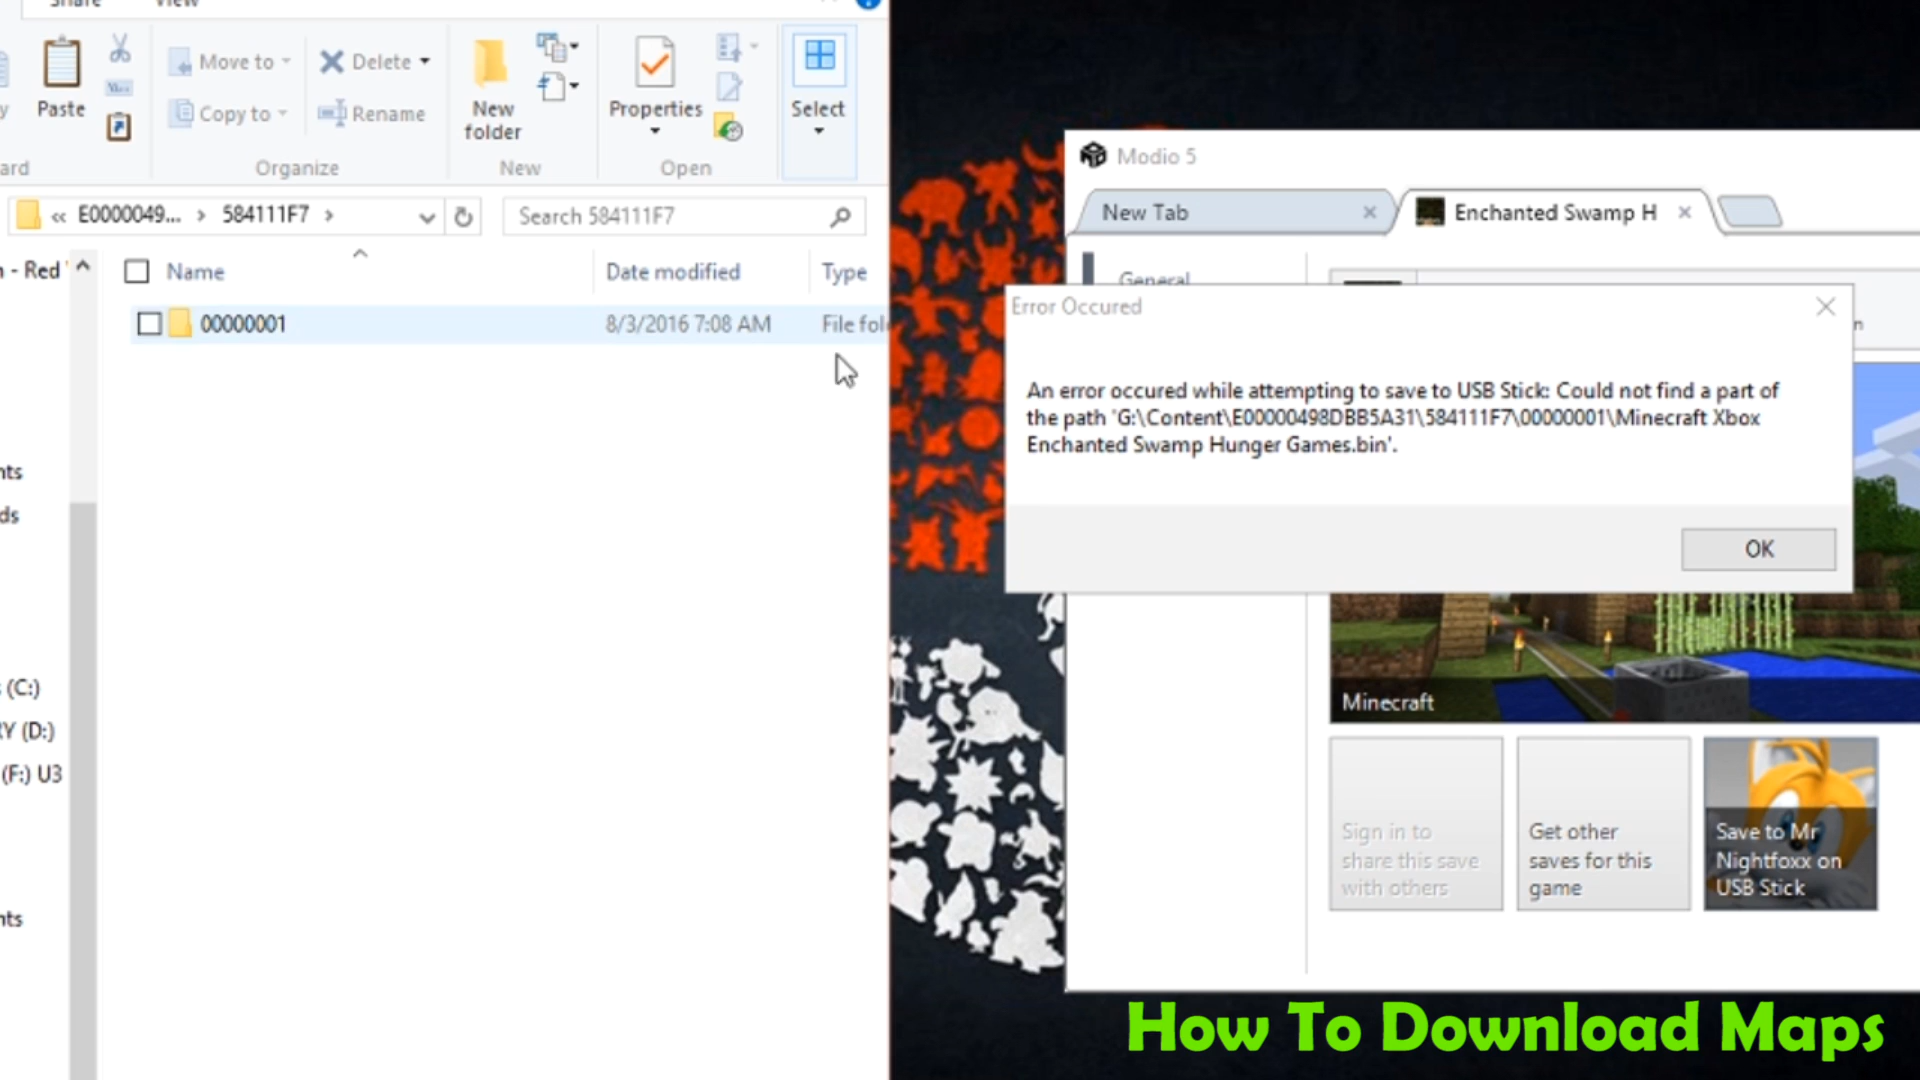 Share View
Paste
Move to
Copy to
Delete
Rename
New
folder
Properties
Select
Organize
New
Open
« E0000049... > 584111F7 >
Search 584111F7
Name
Date modified
Type
00000001
8/3/2016 7:08 AM
File fol
- Red
nts
ds
(C:)
RY (D:)
(F:) U3
nts
Modio 5
New Tab
Enchanted Swamp H
General
Error Occured
An error occured while attempting to save to USB Stick: Could not find a part of
the path 'G:\Content\E00000498DBB5A31\584111F7\00000001\Minecraft Xbox
Enchanted Swamp Hunger Games.bin'.
OK
Minecraft
Sign in to
share this save
with others
Get other
saves for this
game
Save to Mr
Nightfoxx on
USB Stick
How To Download Maps